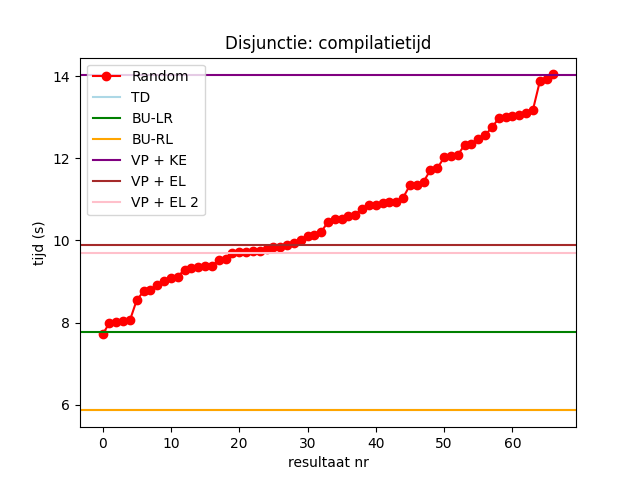 Disjunctie: compilatietijd
Random
TD
BU-LR
BU-RL
VP + KE
VP + EL
VP + EL 2
tijd (s)
14
12
10
8
6
0 10 20 30 40 50 60
resultaat nr